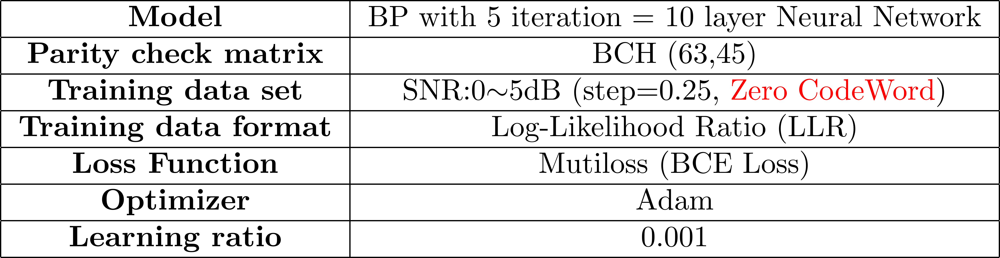 Model BP with 5 iteration = 10 layer Neural Network
Parity check matrix BCH (63,45)
Training data set SNR:0∼5dB (step=0.25, Zero CodeWord)
Training data format Log-Likelihood Ratio (LLR)
Loss Function Mutiloss (BCE Loss)
Optimizer Adam
Learning ratio 0.001